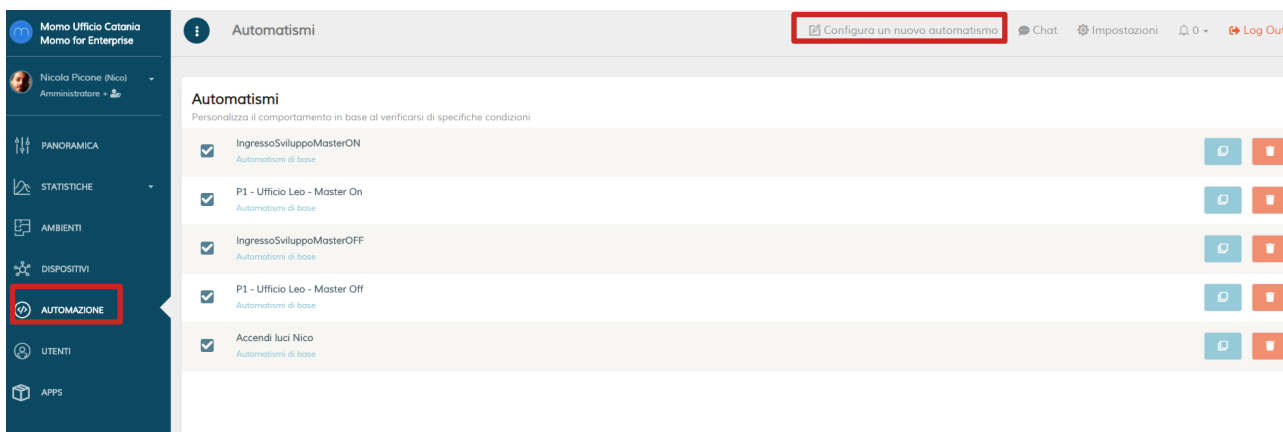 Momo Ufficio Catania
Momo for Enterprise
Automatismi
Configura un nuovo automatismo
Chat
Impostazioni
0
Log Out
Nicola Picone (Nico)
Amministratore +
PANORAMICA
STATISTICHE
AMBIENTI
DISPOSITIVI
AUTOMAZIONE
UTENTI
APPS
Automatismi
Personalizza il comportamento in base al verificarsi di specifiche condizioni
IngressoSviluppoMasterON
Automatismi di base
P1 - Ufficio Leo - Master On
Automatismi di base
IngressoSviluppoMasterOFF
Automatismi di base
P1 - Ufficio Leo - Master Off
Automatismi di base
Accendi luci Nico
Automatismi di base